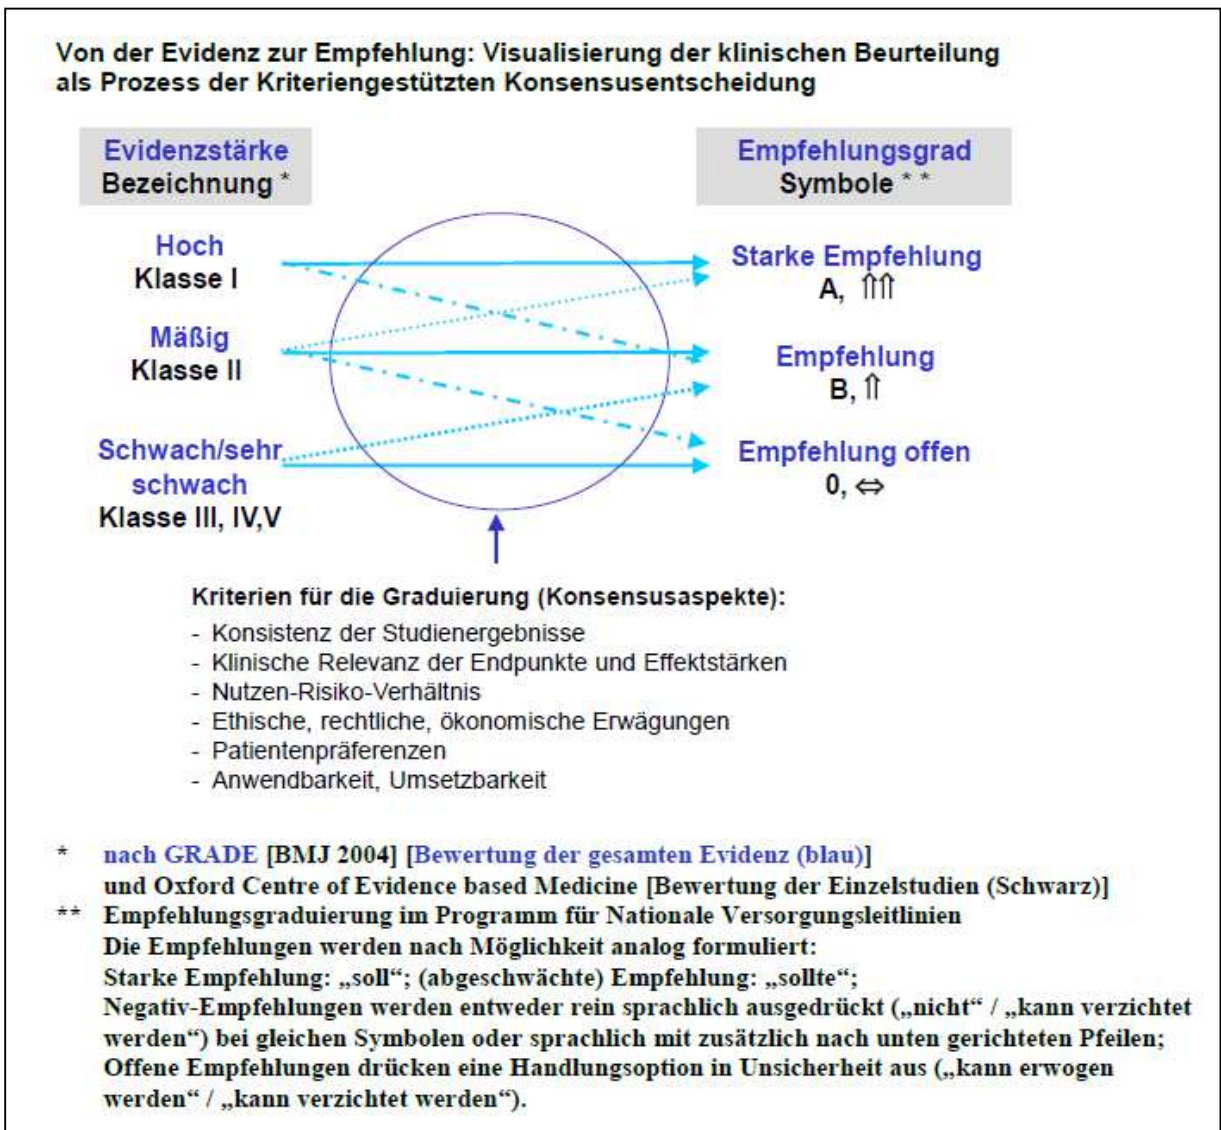 Von der Evidenz zur Empfehlung: Visualisierung der klinischen Beurteilung
als Prozess der Kriteriengestützten Konsensusentscheidung
Evidenzstärke
Bezeichnung *
Empfehlungsgrad
Symbole * *
Hoch
Klasse I
Starke Empfehlung
A, ⇑⇑
Mäßig
Klasse II
Empfehlung
B, ⇑
Schwach/sehr
schwach
Klasse III, IV,V
Empfehlung offen
0, ⇔
Kriterien für die Graduierung (Konsensusaspekte):
- Konsistenz der Studienergebnisse
- Klinische Relevanz der Endpunkte und Effektstärken
- Nutzen-Risiko-Verhältnis
- Ethische, rechtliche, ökonomische Erwägungen
- Patientenpräferenzen
- Anwendbarkeit, Umsetzbarkeit
* nach GRADE [BMJ 2004] [Bewertung der gesamten Evidenz (blau)]
und Oxford Centre of Evidence based Medicine [Bewertung der Einzelstudien (Schwarz)]
** Empfehlungsgraduierung im Programm für Nationale Versorgungsleitlinien
Die Empfehlungen werden nach Möglichkeit analog formuliert:
Starke Empfehlung: „soll"; (abgeschwächte) Empfehlung: „sollte";
Negativ-Empfehlungen werden entweder rein sprachlich ausgedrückt („nicht" / „kann verzichtet
werden") bei gleichen Symbolen oder sprachlich mit zusätzlich nach unten gerichteten Pfeilen;
Offene Empfehlungen drücken eine Handlungsoption in Unsicherheit aus („kann erwogen
werden" / „kann verzichtet werden").